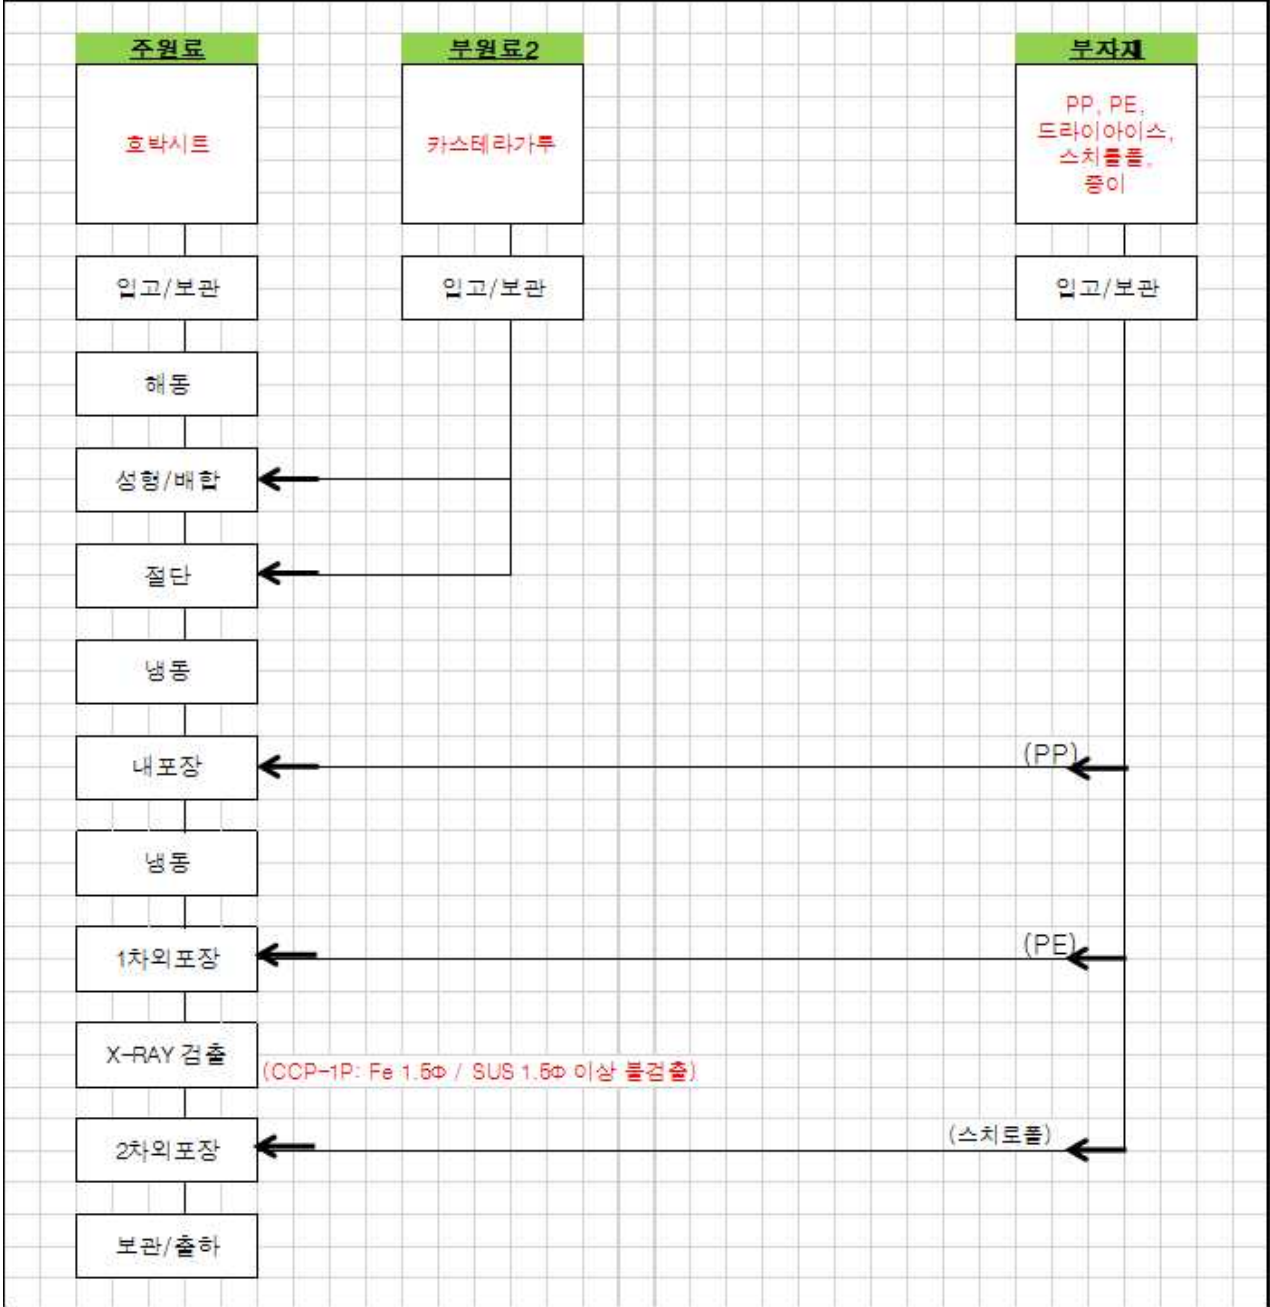 주원료
부원료2
부자재
호박시트
카스테라가루
PP, PE,
드라이아이스,
스치롤폴,
종이
입고/보관
입고/보관
입고/보관
해동
성형/배합
절단
냉동
내포장
(PP)
냉동
1차외포장
(PE)
X-RAY 검출
(CCP-1P: Fe 1.5Φ / SUS 1.5Φ 이상 불검출)
2차외포장
(스치로폴)
보관/출하